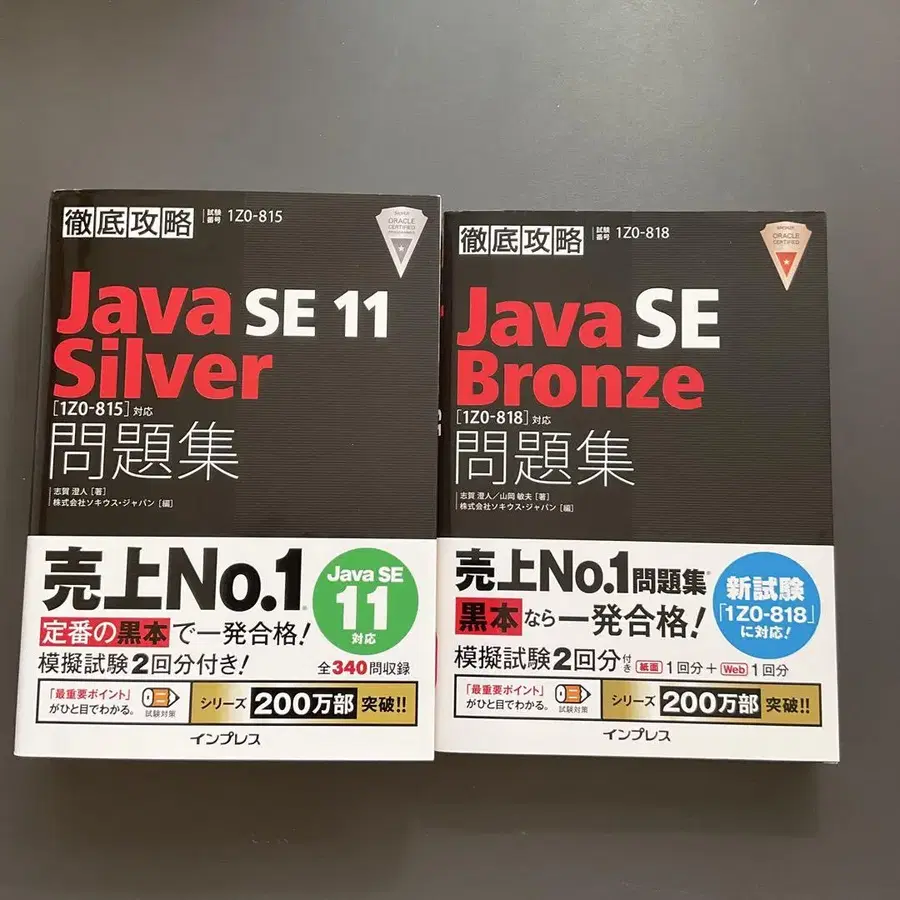 徹底攻略
試験番号 1Z0-815
SILVER
ORACLE
CERTIFIED
Java SE 11
Silver
[1Z0-815] 対応
問題集
志賀 澄人 [著]
株式会社ソキウス・ジャパン [編]
売上No.1
定番の黒本で一発合格!
模擬試験2回分付き!
Java SE
11
対応
全340問収録
「最重要ポイント」
がひと目でわかる。
試験対策
シリーズ 200万部 突破!!
インプレス
徹底攻略
試験番号 1Z0-818
BRONZE
ORACLE
CERTIFIED
Java SE
Bronze
[1Z0-818] 対応
問題集
志賀 澄人/山岡 敏夫 [著]
株式会社ソキウス・ジャパン [編]
売上No.1問題集
黒本なら一発合格!
模擬試験2回分付き 紙面 1回分+Web 1回分
新試験
「1Z0-818」
に対応!
「最重要ポイント」
がひと目でわかる。
試験対策
シリーズ 200万部 突破!!
インプレス